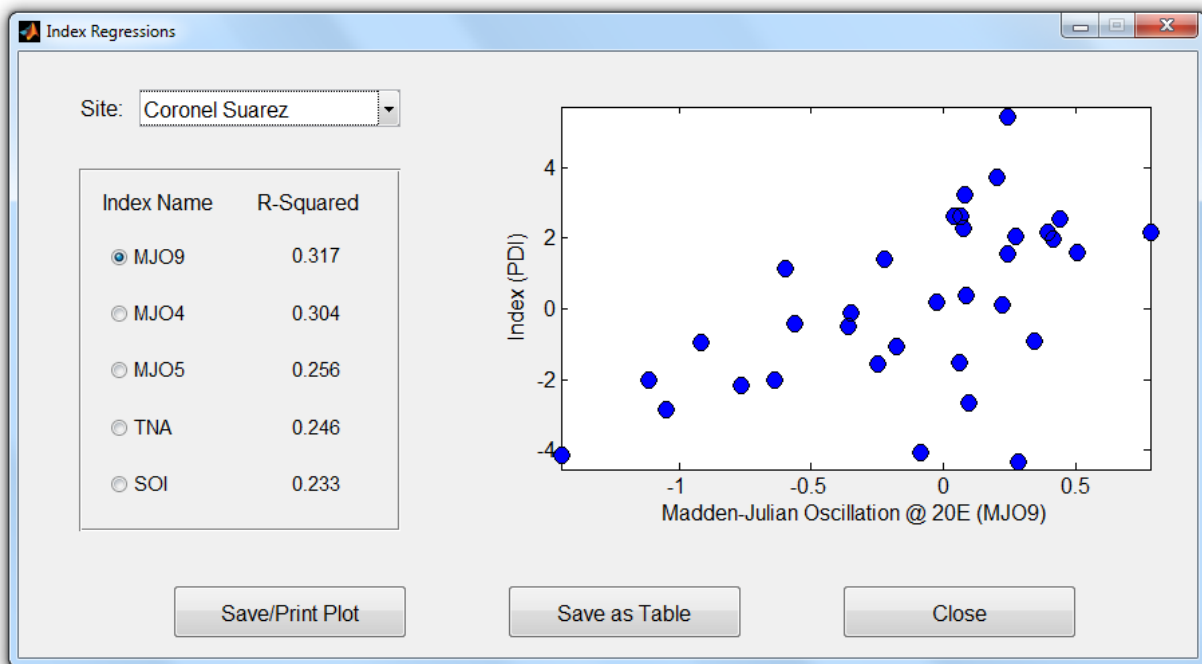 Index Regressions
Site: Coronel Suarez
Index Name R-Squared
MJO9 0.317
MJO4 0.304
MJO5 0.256
TNA 0.246
SOI 0.233
Index (PDI)
4
2
0
-2
-4
-1 -0.5 0 0.5
Madden-Julian Oscillation @ 20E (MJO9)
Save/Print Plot Save as Table Close